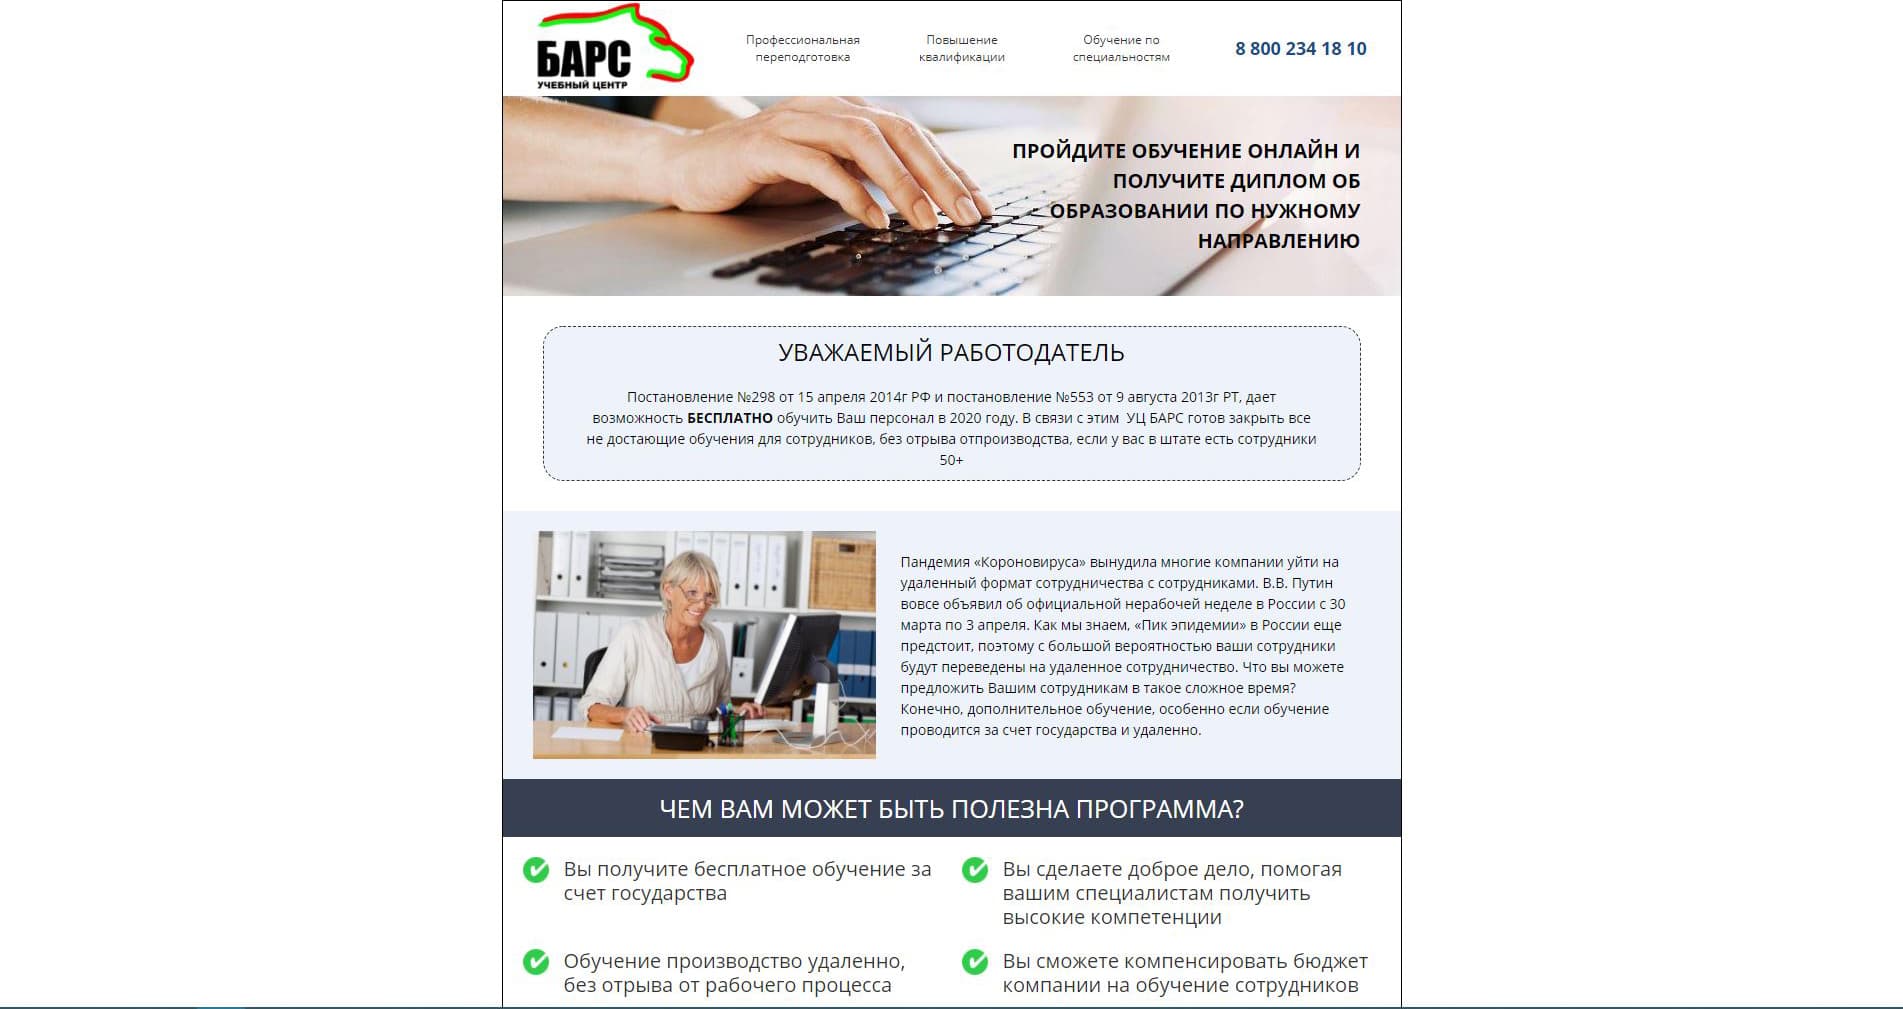 БАРС
УЧЕБНЫЙ ЦЕНТР
Профессиональная
переподготовка
Повышение
квалификации
Обучение по
специальностям
8 800 234 18 10
ПРОЙДИТЕ ОБУЧЕНИЕ ОНЛАЙН И
ПОЛУЧИТЕ ДИПЛОМ ОБ
ОБРАЗОВАНИИ ПО НУЖНОМУ
НАПРАВЛЕНИЮ
УВАЖАЕМЫЙ РАБОТОДАТЕЛЬ
Постановление №298 от 15 апреля 2014г РФ и постановление №553 от 9 августа 2013г РТ, дает
возможность БЕСПЛАТНО обучить Ваш персонал в 2020 году. В связи с этим  УЦ БАРС готов закрыть все
не достающие обучения для сотрудников, без отрыва отпроизводства, если у вас в штате есть сотрудники
50+
Пандемия «Короновируса» вынудила многие компании уйти на
удаленный формат сотрудничества с сотрудниками. В.В. Путин
вовсе объявил об официальной нерабочей неделе в России с 30
марта по 3 апреля. Как мы знаем, «Пик эпидемии» в России еще
предстоит, поэтому с большой вероятностью ваши сотрудники
будут переведены на удаленное сотрудничество. Что вы можете
предложить Вашим сотрудникам в такое сложное время?
Конечно, дополнительное обучение, особенно если обучение
проводится за счет государства и удаленно.
ЧЕМ ВАМ МОЖЕТ БЫТЬ ПОЛЕЗНА ПРОГРАММА?
Вы получите бесплатное обучение за
счет государства
Вы сделаете доброе дело, помогая
вашим специалистам получить
высокие компетенции
Обучение производство удаленно,
без отрыва от рабочего процесса
Вы сможете компенсировать бюджет
компании на обучение сотрудников